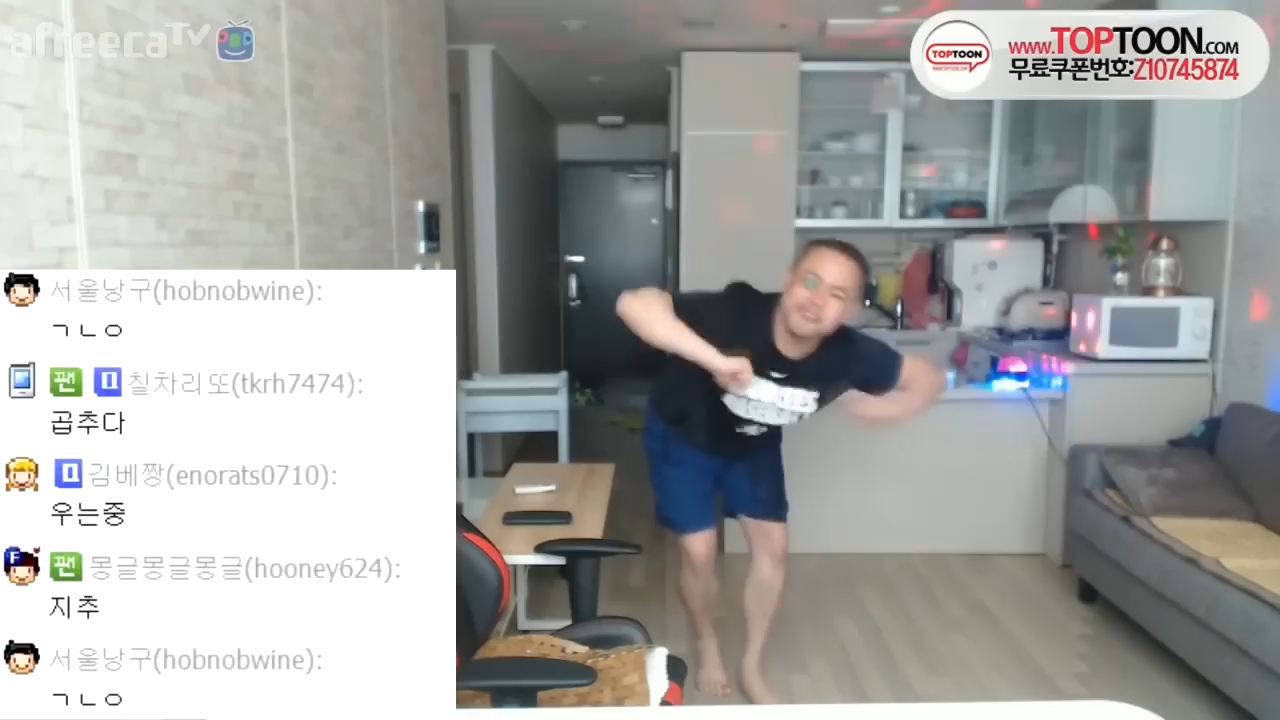 afreecaTV
TOPTOON
www.TOPTOON.COM
무료쿠폰번호:Z10745874
서울낭구(hobnobwine):
ㄱㄴㅇ
팬 칠차리또(tkrh7474):
곱추다
김베짱(enorats0710):
우는중
팬 몽글몽글몽글(hooney624):
지추
서울낭구(hobnobwine):
ㄱㄴㅇ